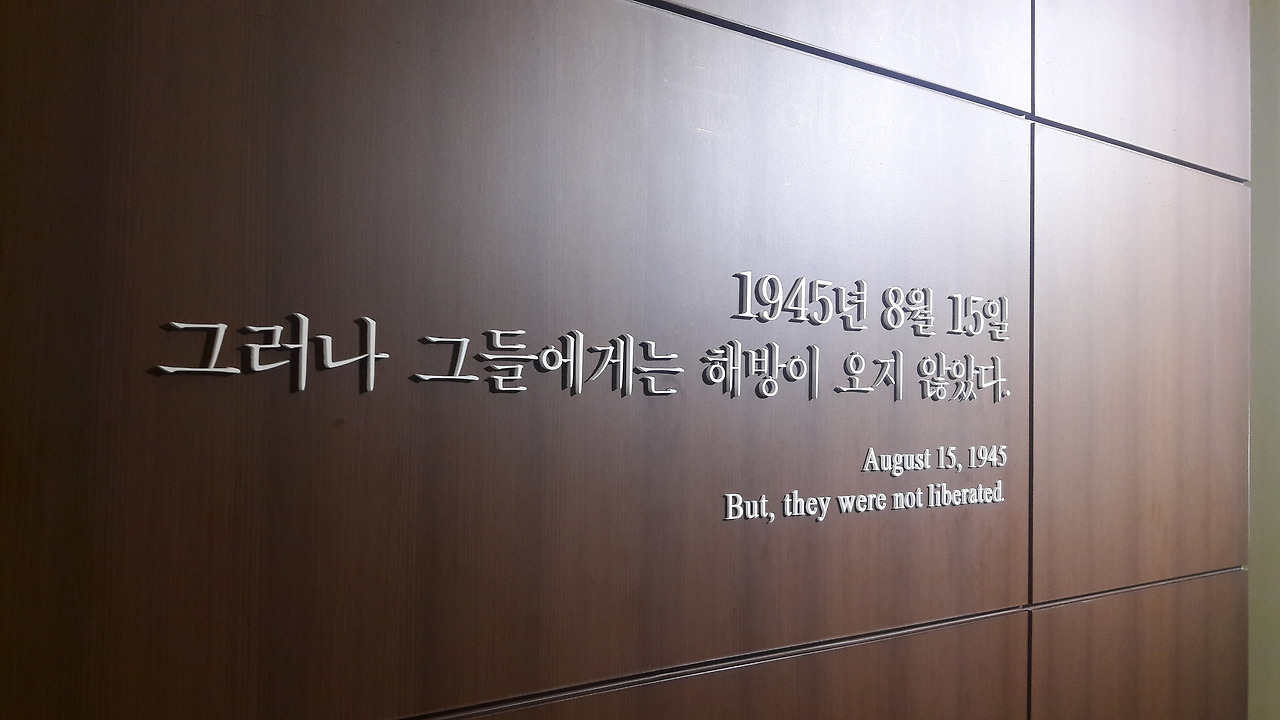 1945년 8월 15일
그러나 그들에게는 해방이 오지 않았다.
August 15, 1945
But, they were not liberated.